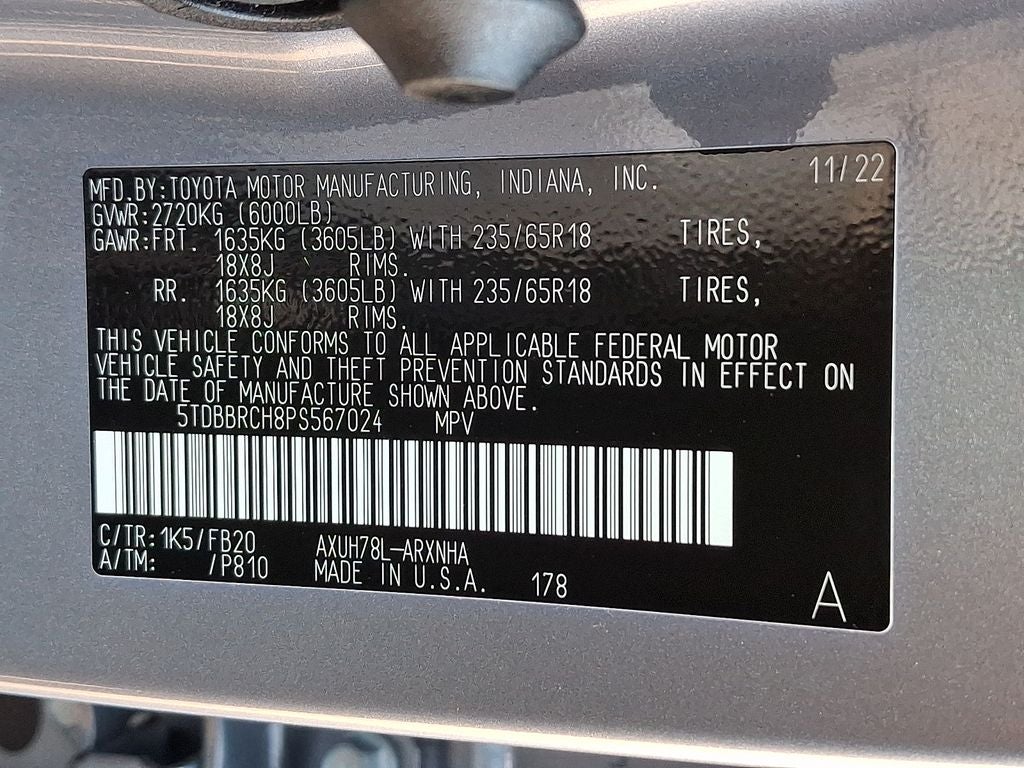 11/22
MFD.BY:TOYOTA MOTOR MANUFACTURING, INDIANA, INC.
GVWR:2720KG (6000LB)
GAWR:FRT. 1635KG (3605LB) WITH 235/65R18 TIRES,
18X8J RIMS.
RR. 1635KG (3605LB) WITH 235/65R18 TIRES,
18X8J RIMS.
THIS VEHICLE CONFORMS TO ALL APPLICABLE FEDERAL MOTOR
VEHICLE SAFETY AND THEFT PREVENTION STANDARDS IN EFFECT ON
THE DATE OF MANUFACTURE SHOWN ABOVE.
5TDBBRCH8PS567024 MPV
C/TR:1K5/FB20 AXUH78L-ARXNHA
A/TM: /P810 MADE IN U.S.A. 178
A